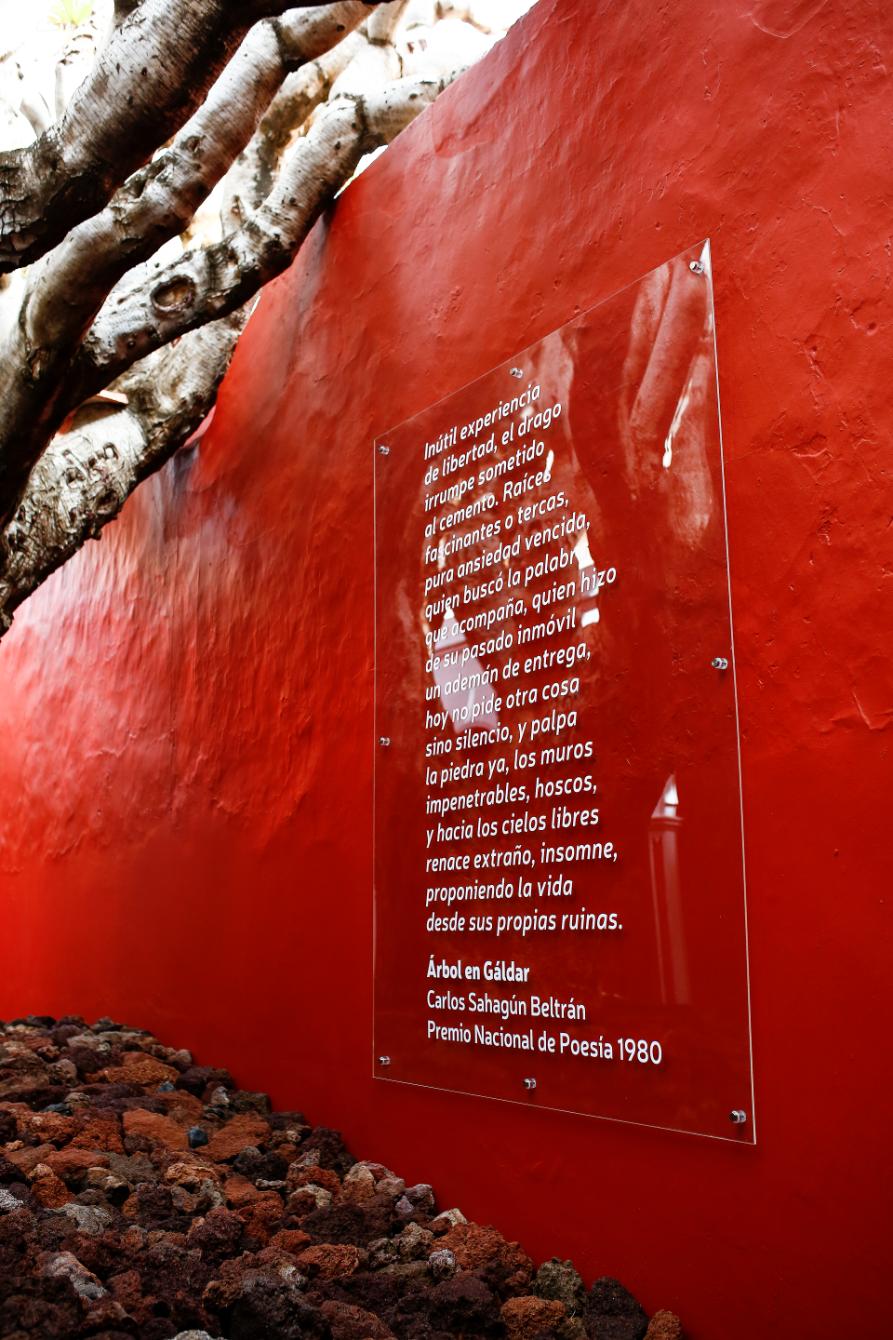 Inútil experiencia
de libertad, el drago
irrumpe sometido
al cemento. Raíces
fascinantes o tercas,
pura ansiedad vencida,
quien buscó la palabra
que acompaña, quien hizo
de su pasado inmóvil
un ademán de entrega,
hoy no pide otra cosa
sino silencio, y palpa
la piedra ya, los muros
impenetrables, hoscos,
y hacia los cielos libres
renace extraño, insomne,
proponiendo la vida
desde sus propias ruinas.
Árbol en Gáldar
Carlos Sahagún Beltrán
Premio Nacional de Poesía 1980